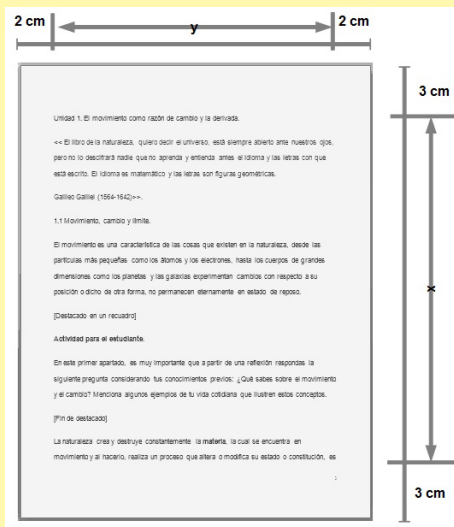 2 cm
y
2 cm
3 cm
Unidad 1. El movimiento como razón de cambio y la derivada.
<< El libro de la naturaleza, quiero decir el universo, está siempre abierto ante nuestros ojos,
pero no lo descifrará nadie que no aprenda y entienda antes el idioma y las letras con que
está escrito. El idioma es matemático y las letras son figuras geométricas.
Galileo Galilei (1564-1642)>>.
1.1 Movimiento, cambio y límite.
El movimiento es una característica de las cosas que existen en la naturaleza, desde las
partículas más pequeñas como los átomos y los electrones, hasta los cuerpos de grandes
dimensiones como los planetas y las galaxias experimentan cambios con respecto a su
posición o dicho de otra forma, no permanecen eternamente en estado de reposo.
x
[Destacado en un recuadro]
Actividad para el estudiante.
En este primer apartado, es muy importante que a partir de una reflexión respondas la
siguiente pregunta considerando tus conocimientos previos: ¿Qué sabes sobre el movimiento
y el cambio? Menciona algunos ejemplos de tu vida cotidiana que ilustren estos conceptos.
[Fin de destacado]
La naturaleza crea y destruye constantemente la materia, la cual se encuentra en
movimiento y al hacerlo, realiza un proceso que altera o modifica su estado o constitución, es
3 cm